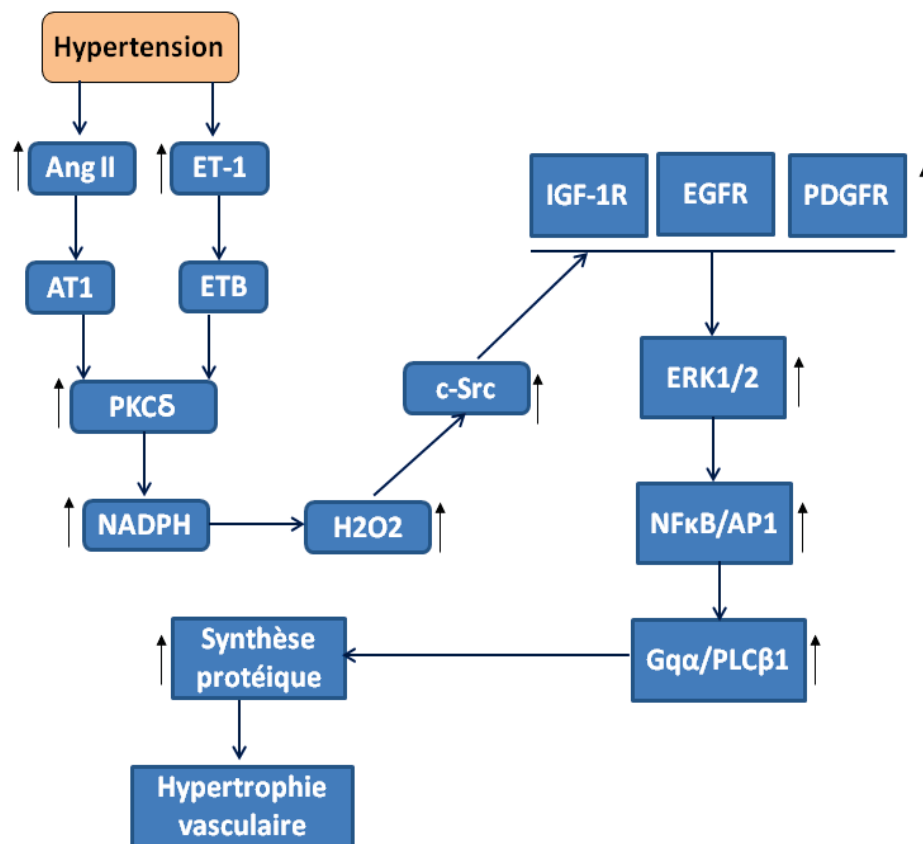 Hypertension
Ang II
ET-1
IGF-1R
EGFR
PDGFR
AT1
ETB
c-Src
ERK1/2
PKCδ
NADPH
H2O2
NFκB/AP1
Synthèse
protéique
Gqα/PLCβ1
Hypertrophie
vasculaire